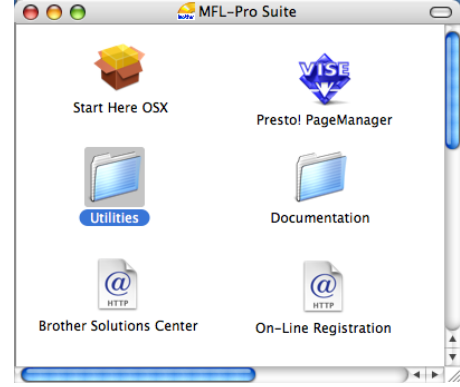 MFL-Pro Suite
Start Here OSX
VISE
Presto! PageManager
Utilities
Documentation
@
HTTP
@
HTTP
Brother Solutions Center
On-Line Registration